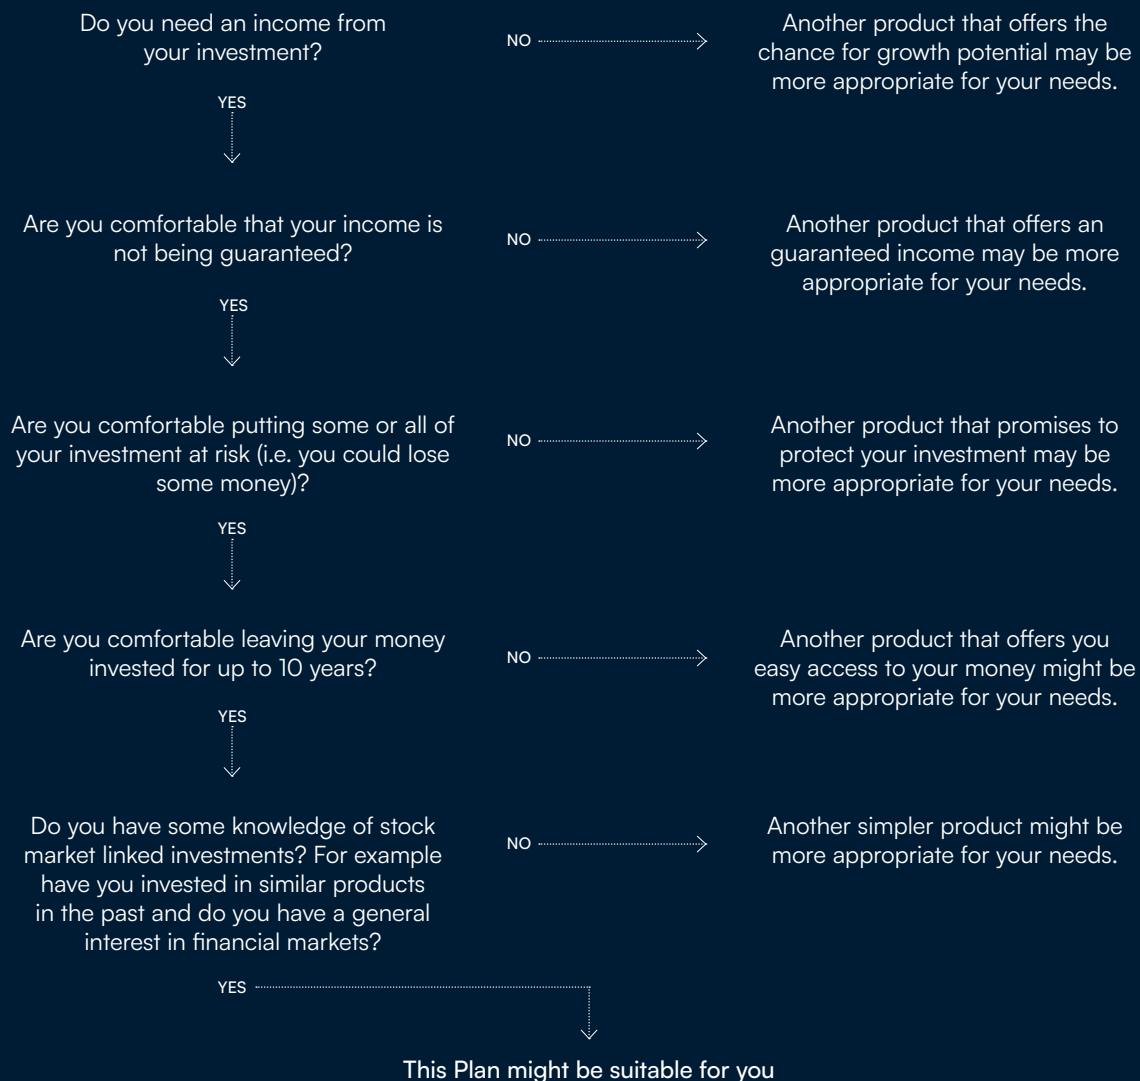 Do you need an income from
your investment?
NO
Another product that offers the
chance for growth potential may be
more appropriate for your needs.
YES
Are you comfortable that your income is
not being guaranteed?
NO
Another product that offers an
guaranteed income may be more
appropriate for your needs.
YES
Are you comfortable putting some or all of
your investment at risk (i.e. you could lose
some money)?
NO
Another product that promises to
protect your investment may be
more appropriate for your needs.
YES
Are you comfortable leaving your money
invested for up to 10 years?
NO
Another product that offers you
easy access to your money might be
more appropriate for your needs.
YES
Do you have some knowledge of stock
market linked investments? For example
have you invested in similar products
in the past and do you have a general
interest in financial markets?
NO
Another simpler product might be
more appropriate for your needs.
YES
This Plan might be suitable for you